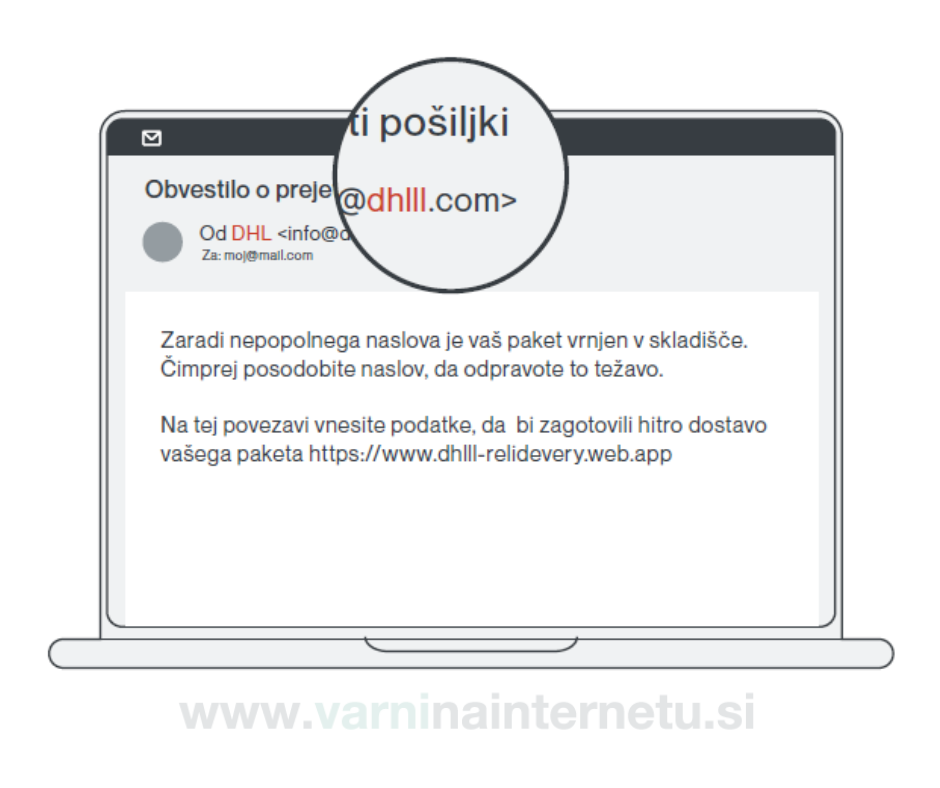 ti pošiljki
@dhlll.com>
Obvestilo o preje
Od DHL <info@d
Za: moj@mail.com
Zaradi nepopolnega naslova je vaš paket vrnjen v skladišče.
Čimprej posodobite naslov, da odpravote to težavo.
Na tej povezavi vnesite podatke, da  bi zagotovili hitro dostavo
vašega paketa https://www.dhlll-relidevery.web.app
www.varninainternetu.si